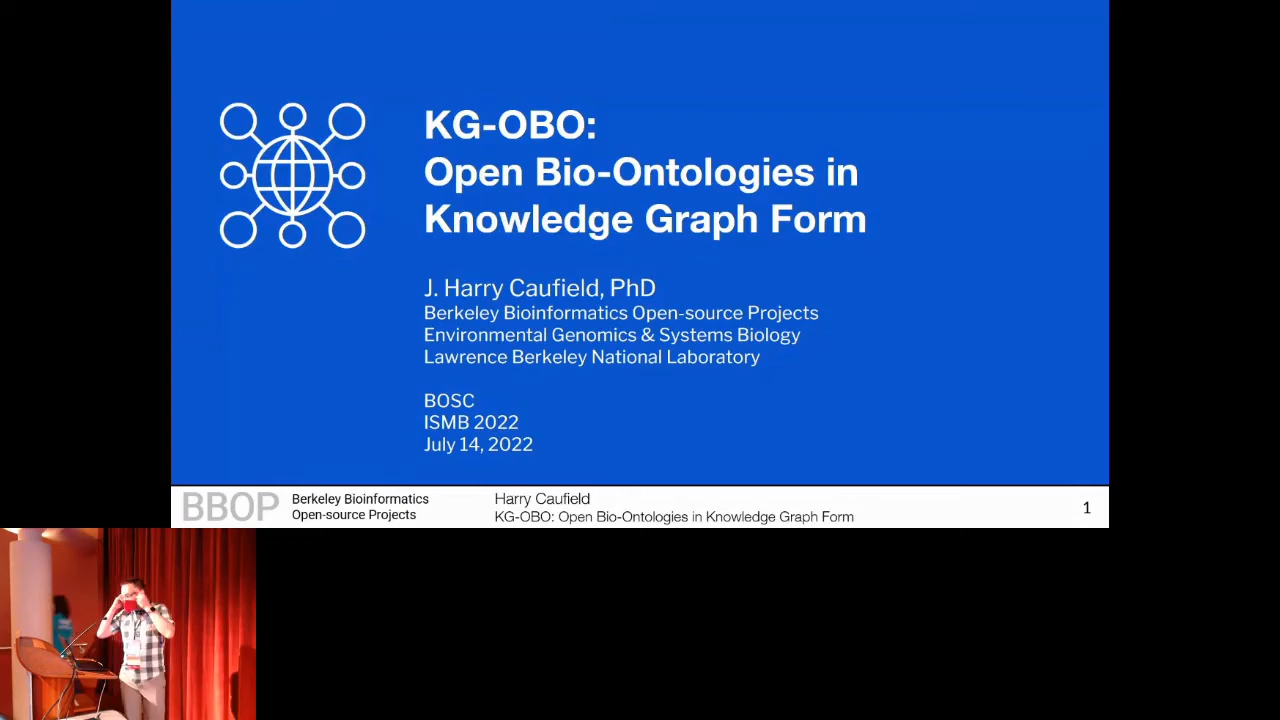 KG-OBO:
Open Bio-Ontologies in
Knowledge Graph Form
J. Harry Caufield, PhD
Berkeley Bioinformatics Open-source Projects
Environmental Genomics & Systems Biology
Lawrence Berkeley National Laboratory
BOSC
ISMB 2022
July 14, 2022
BBOP
Berkeley Bioinformatics
Open-source Projects
Harry Caufield
KG-OBO: Open Bio-Ontologies in Knowledge Graph Form
1